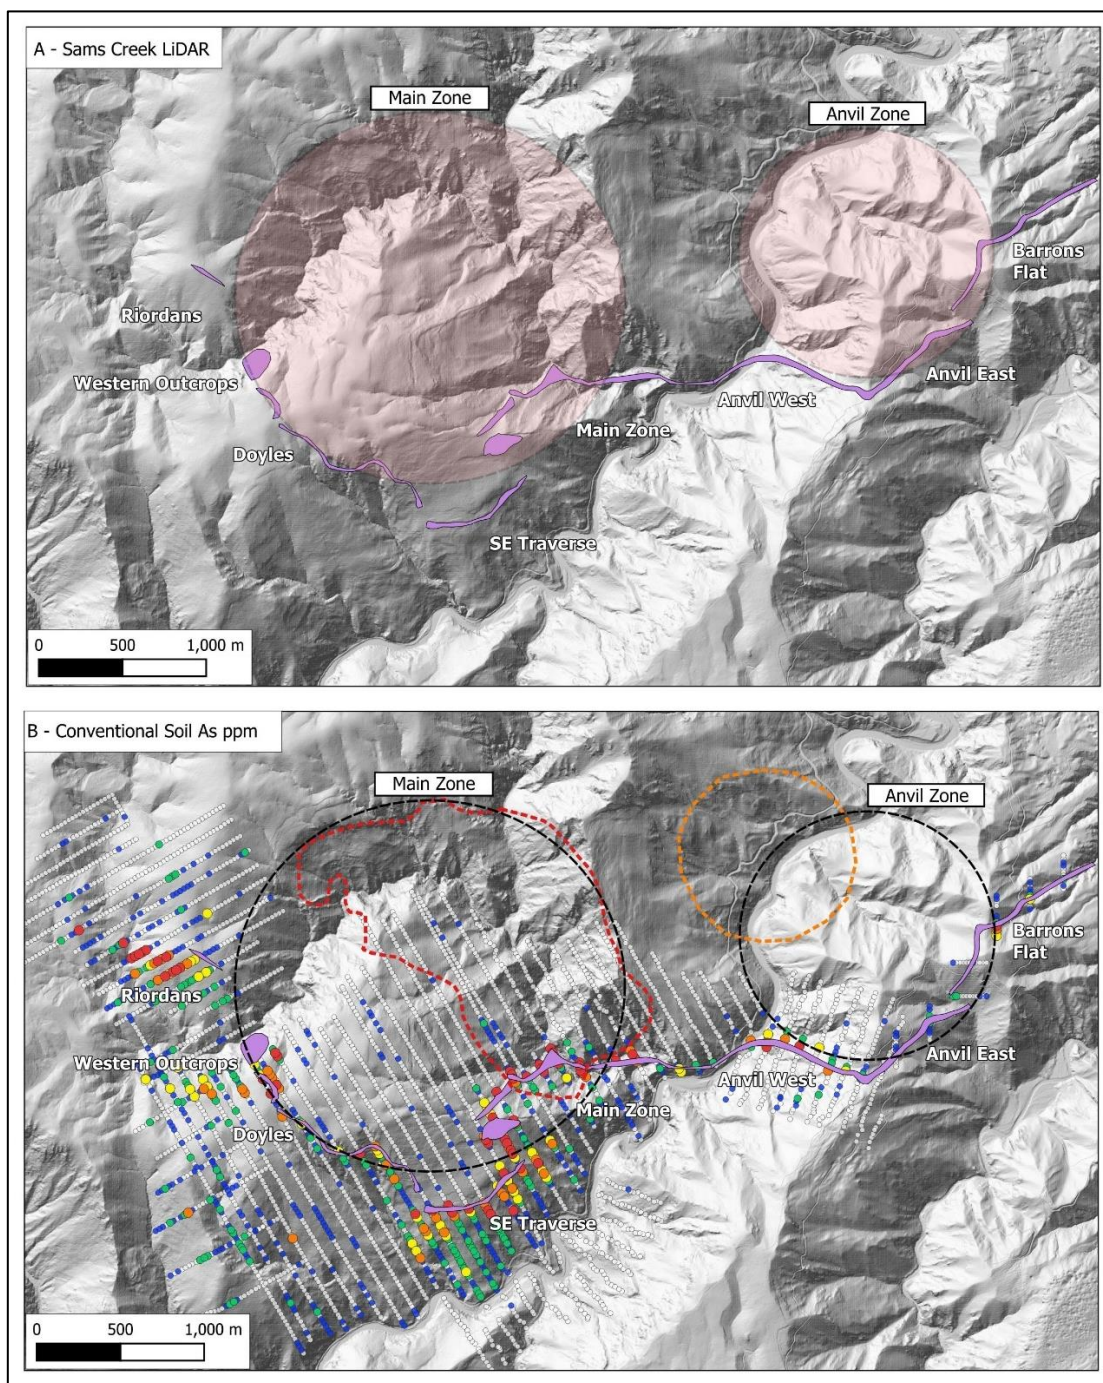 A - Sams Creek LiDAR
Main Zone
Anvil Zone
Barrons
Flat
Riordans
Western Outcrops
Anvil East
Anvil West
Main Zone
Doyles
SE Traverse
0 500 1,000 m
B - Conventional Soil As ppm
Main Zone
Anvil Zone
Barrons
Flat
Riordans
Western Outcrops
Anvil East
Anvil West
Main Zone
Doyles
SE Traverse
0 500 1,000 m